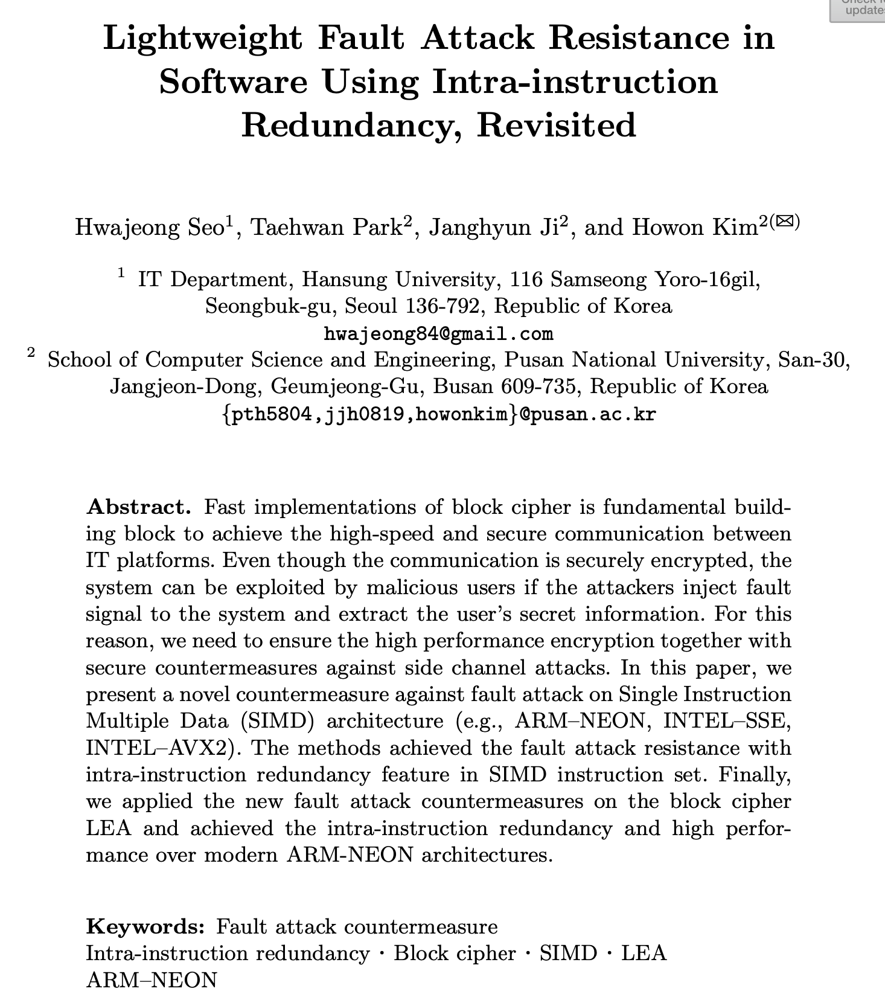 updates
Lightweight Fault Attack Resistance in
Software Using Intra-instruction
Redundancy, Revisited
Hwajeong Seo1, Taehwan Park2, Janghyun Ji2, and Howon Kim2(✉)
1 IT Department, Hansung University, 116 Samseong Yoro-16gil,
Seongbuk-gu, Seoul 136-792, Republic of Korea
hwajeong84@gmail.com
2 School of Computer Science and Engineering, Pusan National University, San-30,
Jangjeon-Dong, Geumjeong-Gu, Busan 609-735, Republic of Korea
{pth5804,jjh0819,howonkim}@pusan.ac.kr
Abstract. Fast implementations of block cipher is fundamental build-
ing block to achieve the high-speed and secure communication between
IT platforms. Even though the communication is securely encrypted, the
system can be exploited by malicious users if the attackers inject fault
signal to the system and extract the user's secret information. For this
reason, we need to ensure the high performance encryption together with
secure countermeasures against side channel attacks. In this paper, we
present a novel countermeasure against fault attack on Single Instruction
Multiple Data (SIMD) architecture (e.g., ARM–NEON, INTEL–SSE,
INTEL–AVX2). The methods achieved the fault attack resistance with
intra-instruction redundancy feature in SIMD instruction set. Finally,
we applied the new fault attack countermeasures on the block cipher
LEA and achieved the intra-instruction redundancy and high perfor-
mance over modern ARM-NEON architectures.
Keywords: Fault attack countermeasure
Intra-instruction redundancy · Block cipher · SIMD · LEA
ARM–NEON